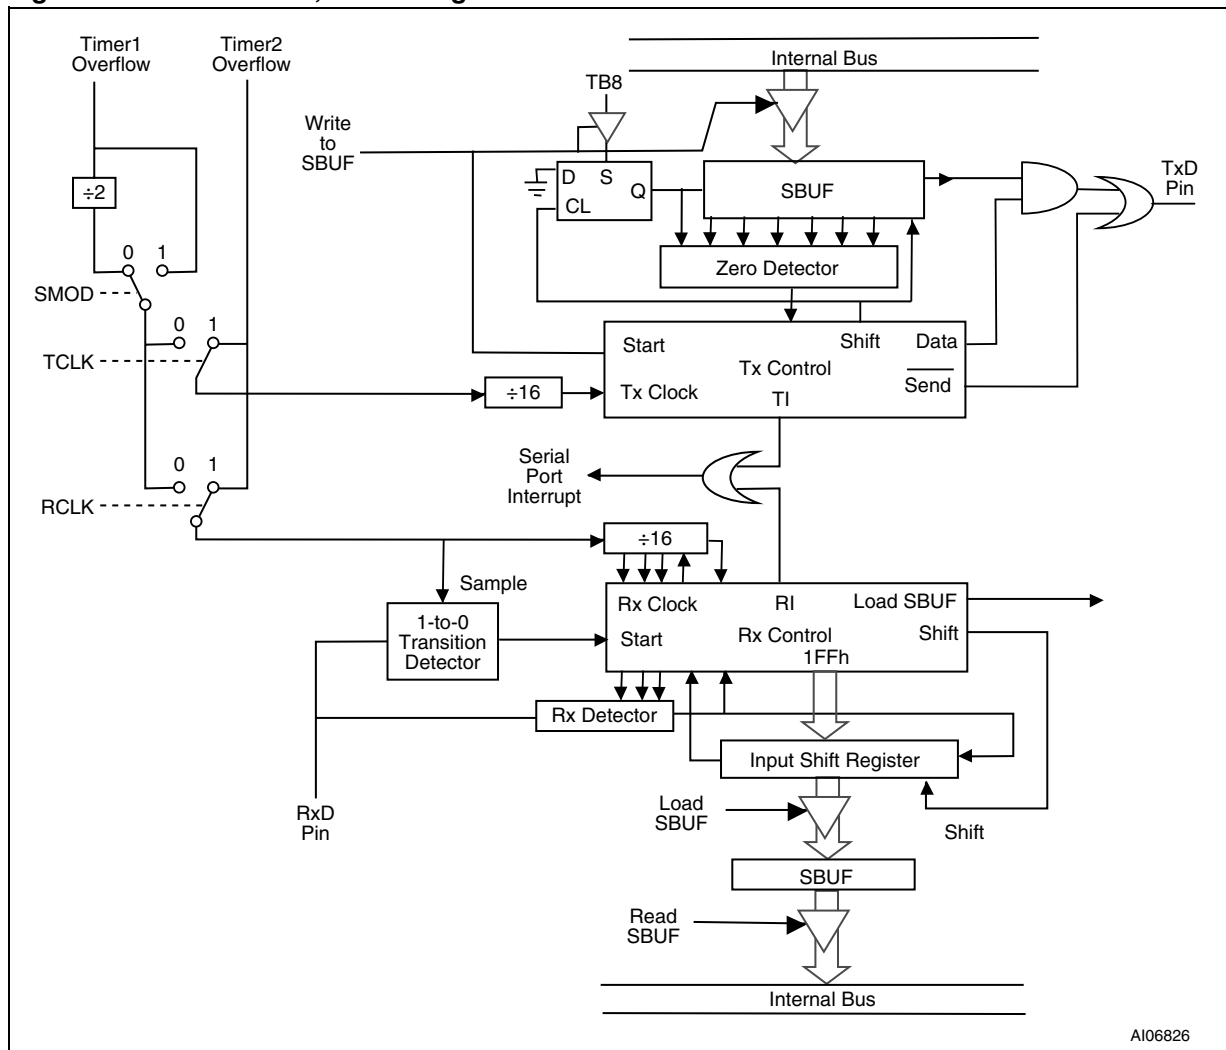 Timer1
Overflow
Timer2
Overflow
Internal Bus
TB8
Write
to
SBUF
D S
Q
CL
SBUF
TxD
Pin
÷2
0 1
Zero Detector
SMOD
0 1
Start
Shift
Data
TCLK
Tx Control
Send
÷16
Tx Clock
TI
Serial
Port
Interrupt
0 1
RCLK
÷16
Sample
Rx Clock
RI
Load SBUF
1-to-0
Transition
Detector
Start
Rx Control
Shift
1FFh
Rx Detector
Input Shift Register
RxD
Pin
Load
SBUF
Shift
SBUF
Read
SBUF
Internal Bus
AI06826